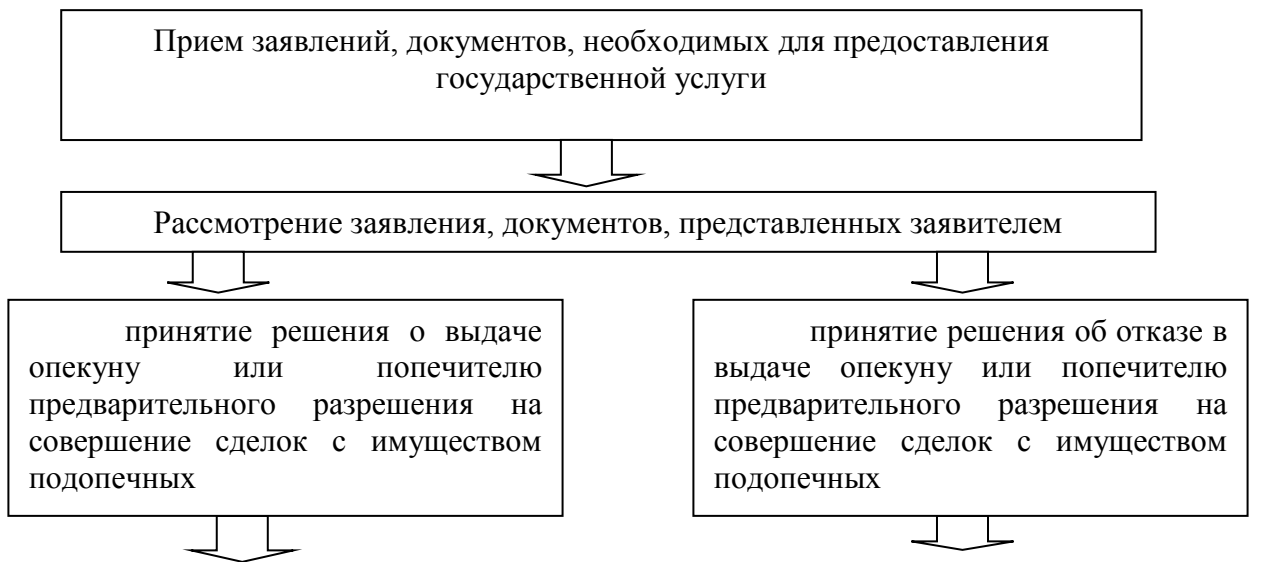 Прием заявлений, документов, необходимых для предоставления
государственной услуги
Рассмотрение заявления, документов, представленных заявителем
принятие решения о выдаче
опекуну или попечителю
предварительного разрешения на
совершение сделок с имуществом
подопечных
принятие решения об отказе в
выдаче опекуну или попечителю
предварительного разрешения на
совершение сделок с имуществом
подопечных